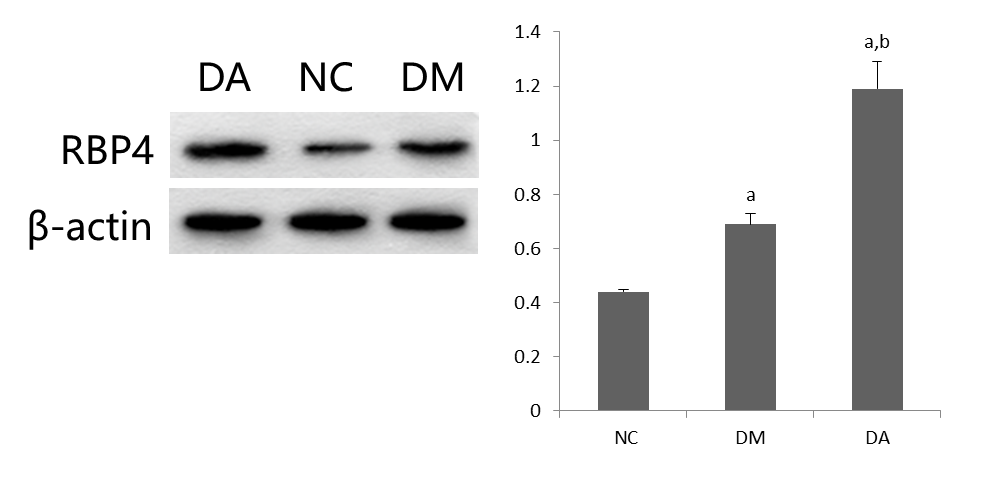 DA NC DM
RBP4
β-actin
1.4
1.2
1
0.8
0.6
0.4
0.2
0
a
a,b
NC DM DA